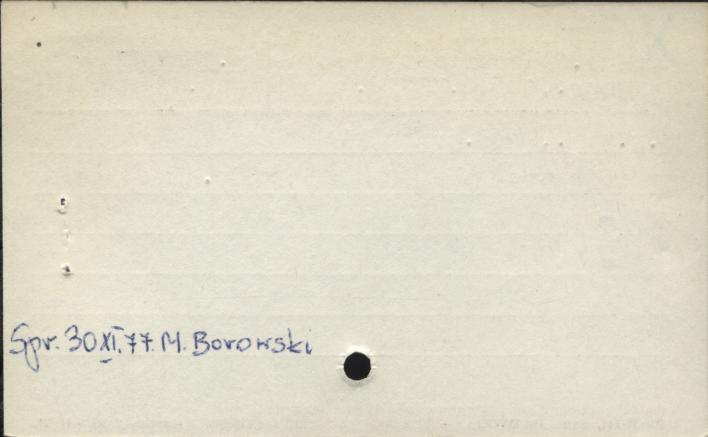 Spr. 30 XI. 77. M. Borowski